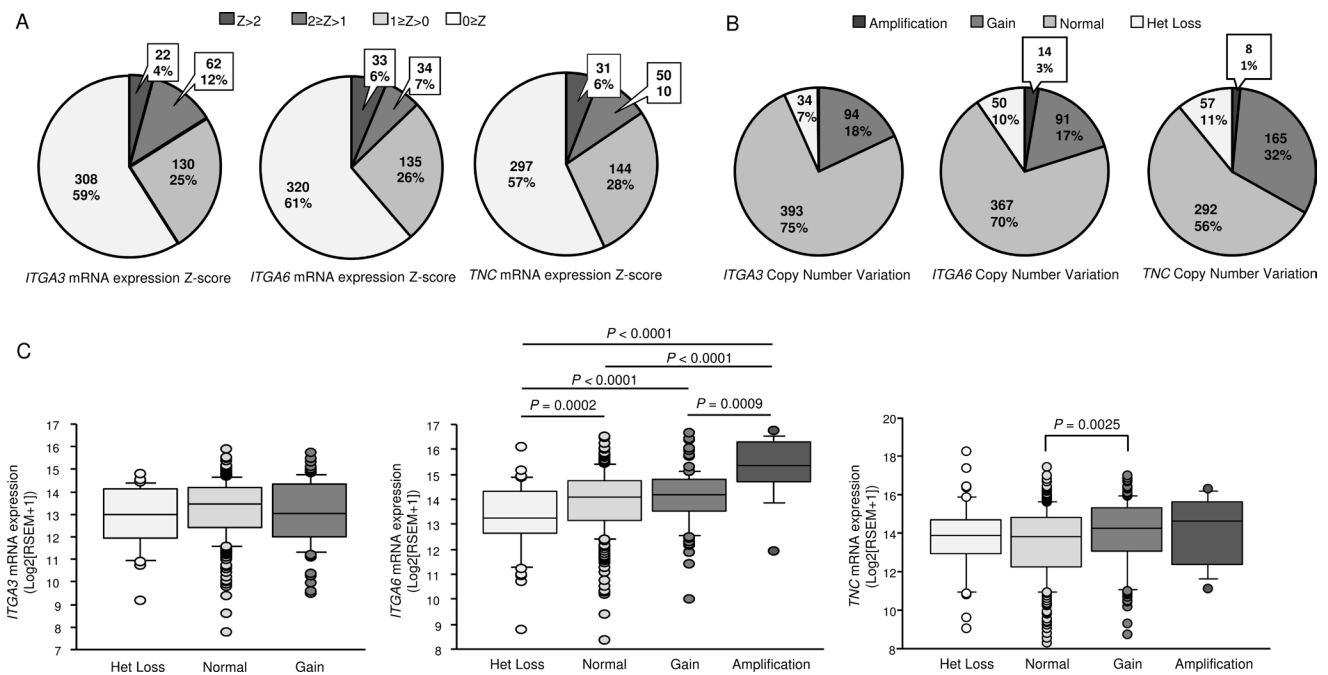 A
Z>2 2≥Z>1 1≥Z>0 0≥Z
22
4%
62
12%
130
25%
308
59%
ITGA3 mRNA expression Z-score
33
6%
34
7%
135
26%
320
61%
ITGA6 mRNA expression Z-score
31
6%
50
10
144
28%
297
57%
TNC mRNA expression Z-score
B
Amplification Gain Normal Het Loss
34
7%
94
18%
393
75%
ITGA3 Copy Number Variation
14
3%
50
10%
91
17%
367
70%
ITGA6 Copy Number Variation
8
1%
57
11%
165
32%
292
56%
TNC Copy Number Variation
C
ITGA3 mRNA expression
(Log2[RSEM+1])
17
16
15
14
13
12
11
10
9
8
7
Het Loss Normal Gain
P < 0.0001
P < 0.0001
P < 0.0001
P = 0.0002 P = 0.0009
ITGA6 mRNA expression
(Log2[RSEM+1])
17
16
15
14
13
12
11
10
9
8
Het Loss Normal Gain Amplification
P = 0.0025
TNC mRNA expression
(Log2[RSEM+1])
20
18
16
14
12
10
8
Het Loss Normal Gain Amplification